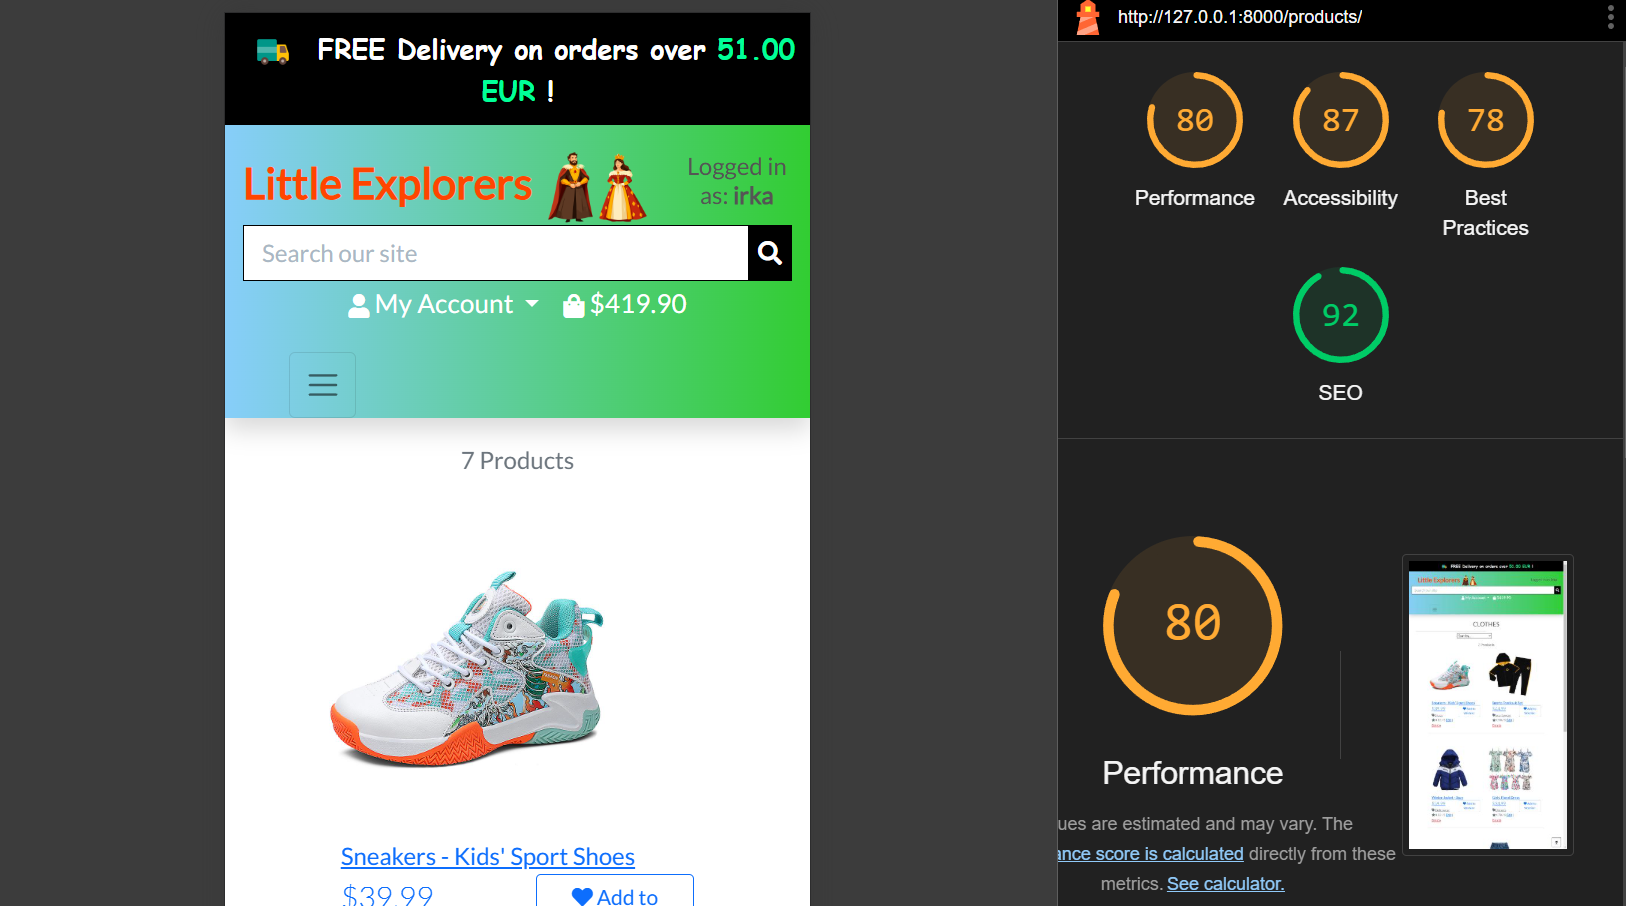 FREE Delivery on orders over 51.00
EUR !
Little Explorers
Logged in
as: irka
Search our site
My Account
$419.90
7 Products
Sneakers - Kids' Sport Shoes
$39.99
Add to
http://127.0.0.1:8000/products/
80
87
78
Performance
Accessibility
Best
Practices
92
SEO
80
Performance
ues are estimated and may vary. The
ance score is calculated directly from these
metrics. See calculator.
CLOTHES